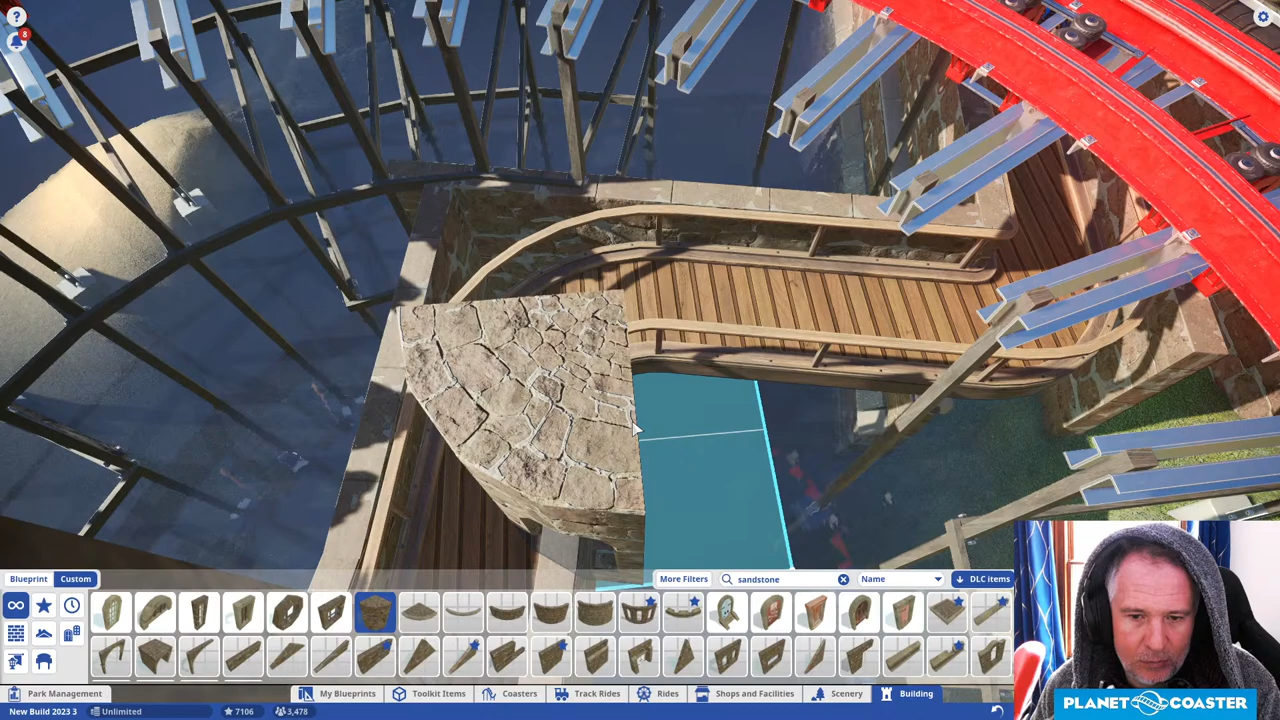 ?
8
More Filters
sandstone
Name
DLC items
Blueprint
Custom
Park Management
My Blueprints
Toolkit Items
Coasters
Track Rides
Rides
Shops and Facilities
Scenery
Building
New Build 2023 3
Unlimited
7106
3,478
PLANET COASTER